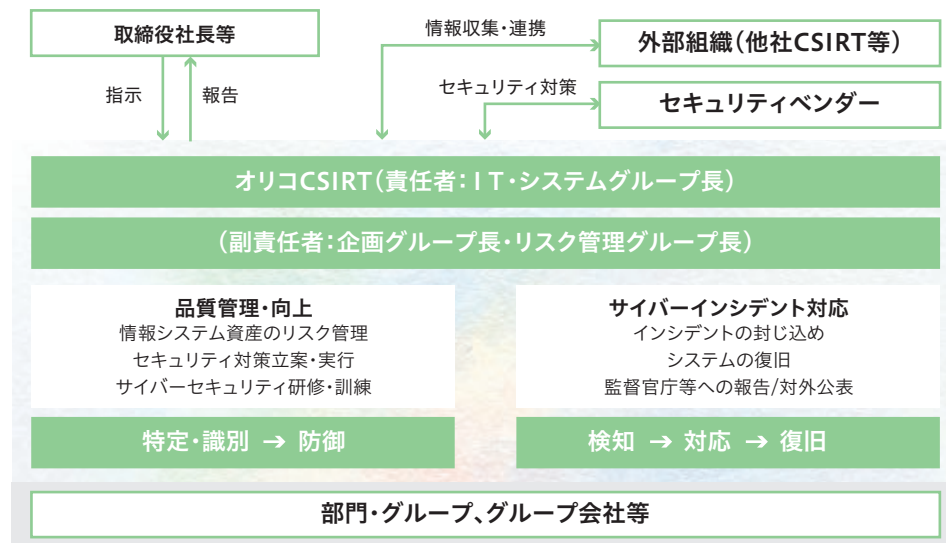 取締役社長等
情報収集・連携
外部組織(他社CSIRT等)
指示
報告
セキュリティ対策
セキュリティベンダー
オリコCSIRT(責任者:IT・システムグループ長)
(副責任者:企画グループ長・リスク管理グループ長)
品質管理・向上
情報システム資産のリスク管理
セキュリティ対策立案・実行
サイバーセキュリティ研修・訓練
特定・識別 → 防御
サイバーインシデント対応
インシデントの封じ込め
システムの復旧
監督官庁等への報告/対外公表
検知 → 対応 → 復旧
部門・グループ、グループ会社等